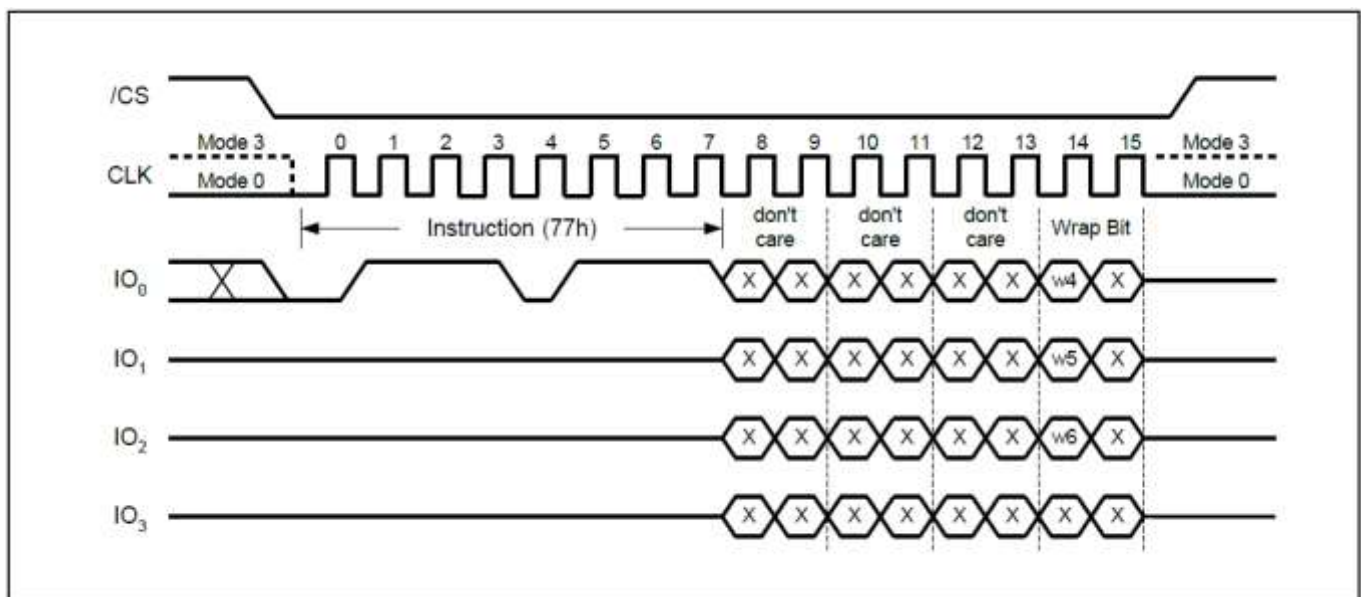 /CS
Mode 3 0 1 2 3 4 5 6 7 8 9 10 11 12 13 14 15 Mode 3
CLK
Mode 0 Mode 0
Instruction (77h) don't care don't care don't care Wrap Bit
IO0 X X X X X X X w4 X
IO1 X X X X X X w5 X
IO2 X X X X X X w6 X
IO3 X X X X X X X X